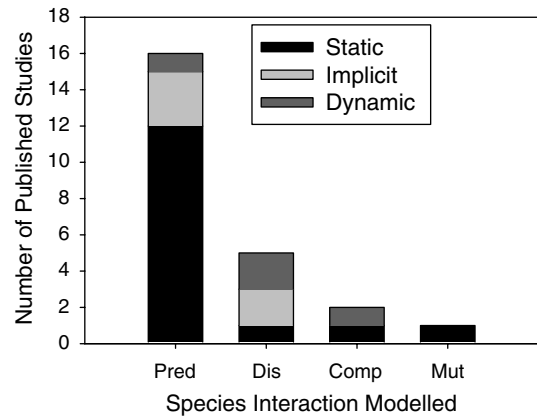 Number of Published Studies
18
16
14
12
10
8
6
4
2
0
Static
Implicit
Dynamic
Pred Dis Comp Mut
Species Interaction Modelled